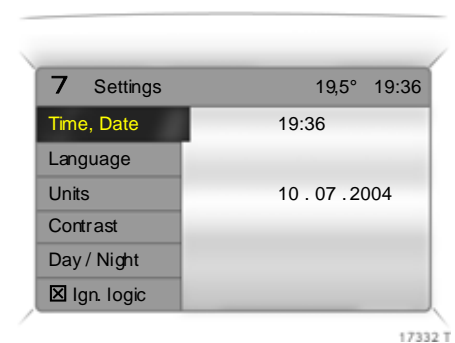 7 Settings 19,5° 19:36
Time, Date 19:36
Language
Units 10 . 07 . 2004
Contrast
Day / Night
☒ Ign. logic
17332 T